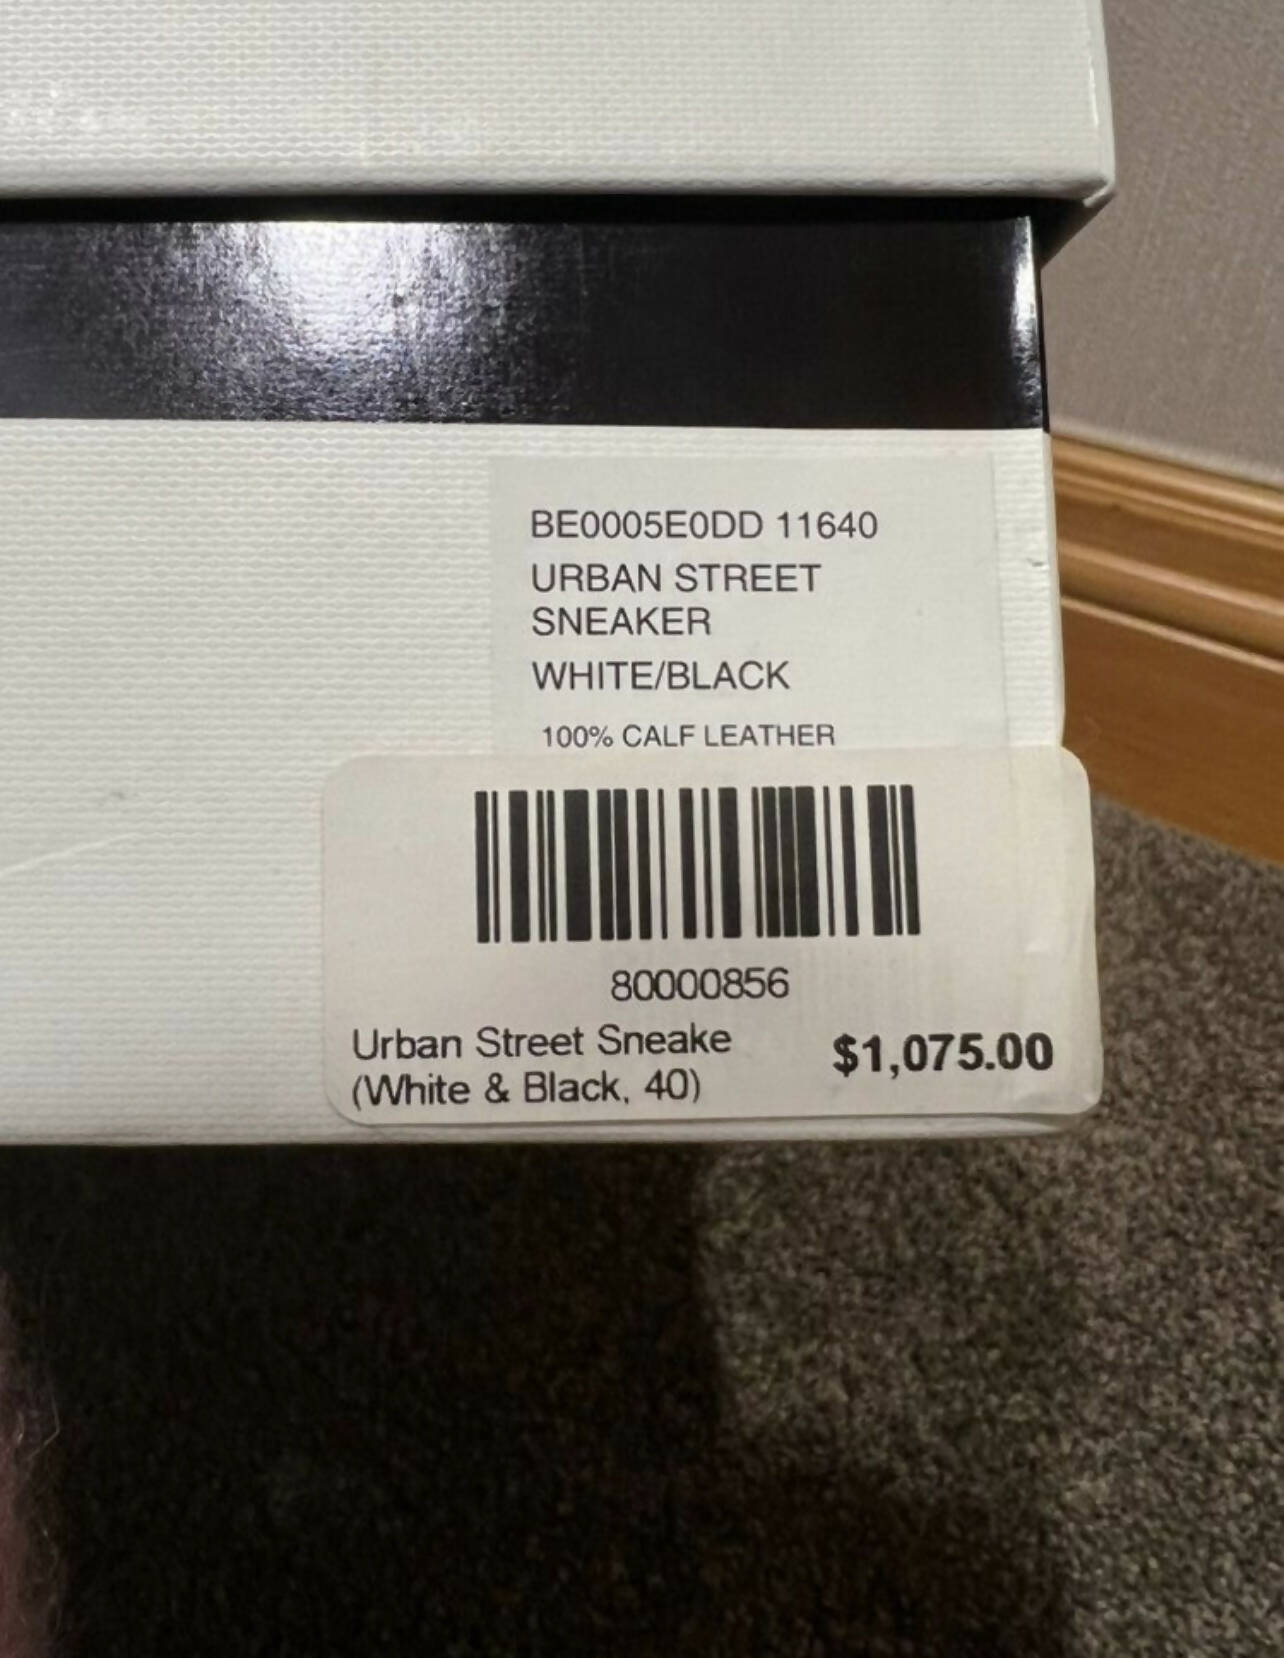 BE0005E0DD 11640
URBAN STREET
SNEAKER
WHITE/BLACK
100% CALF LEATHER
80000856
Urban Street Sneake
(White & Black, 40)
$1,075.00